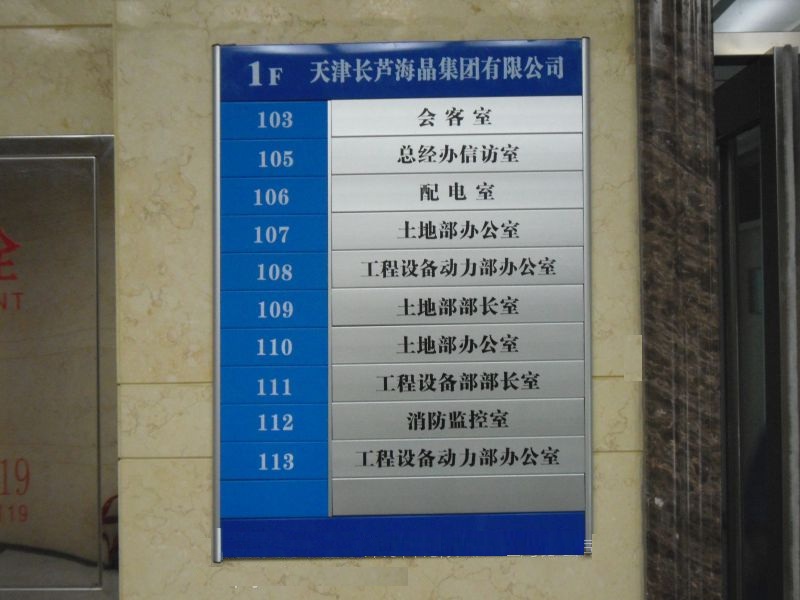 1F 天津长芦海晶集团有限公司
103 会客室
105 总经办信访室
106 配电室
107 土地部办公室
108 工程设备动力部办公室
109 土地部部长室
110 土地部办公室
111 工程设备部部长室
112 消防监控室
113 工程设备动力部办公室
全
NT
19
119